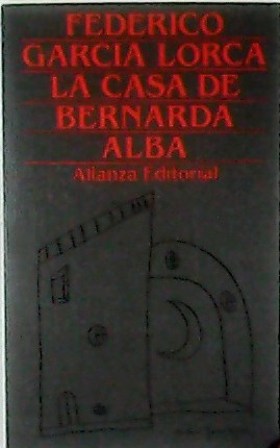 FEDERICO
GARCIA LORCA
LA CASA DE
BERNARDA
ALBA
Alianza Editorial